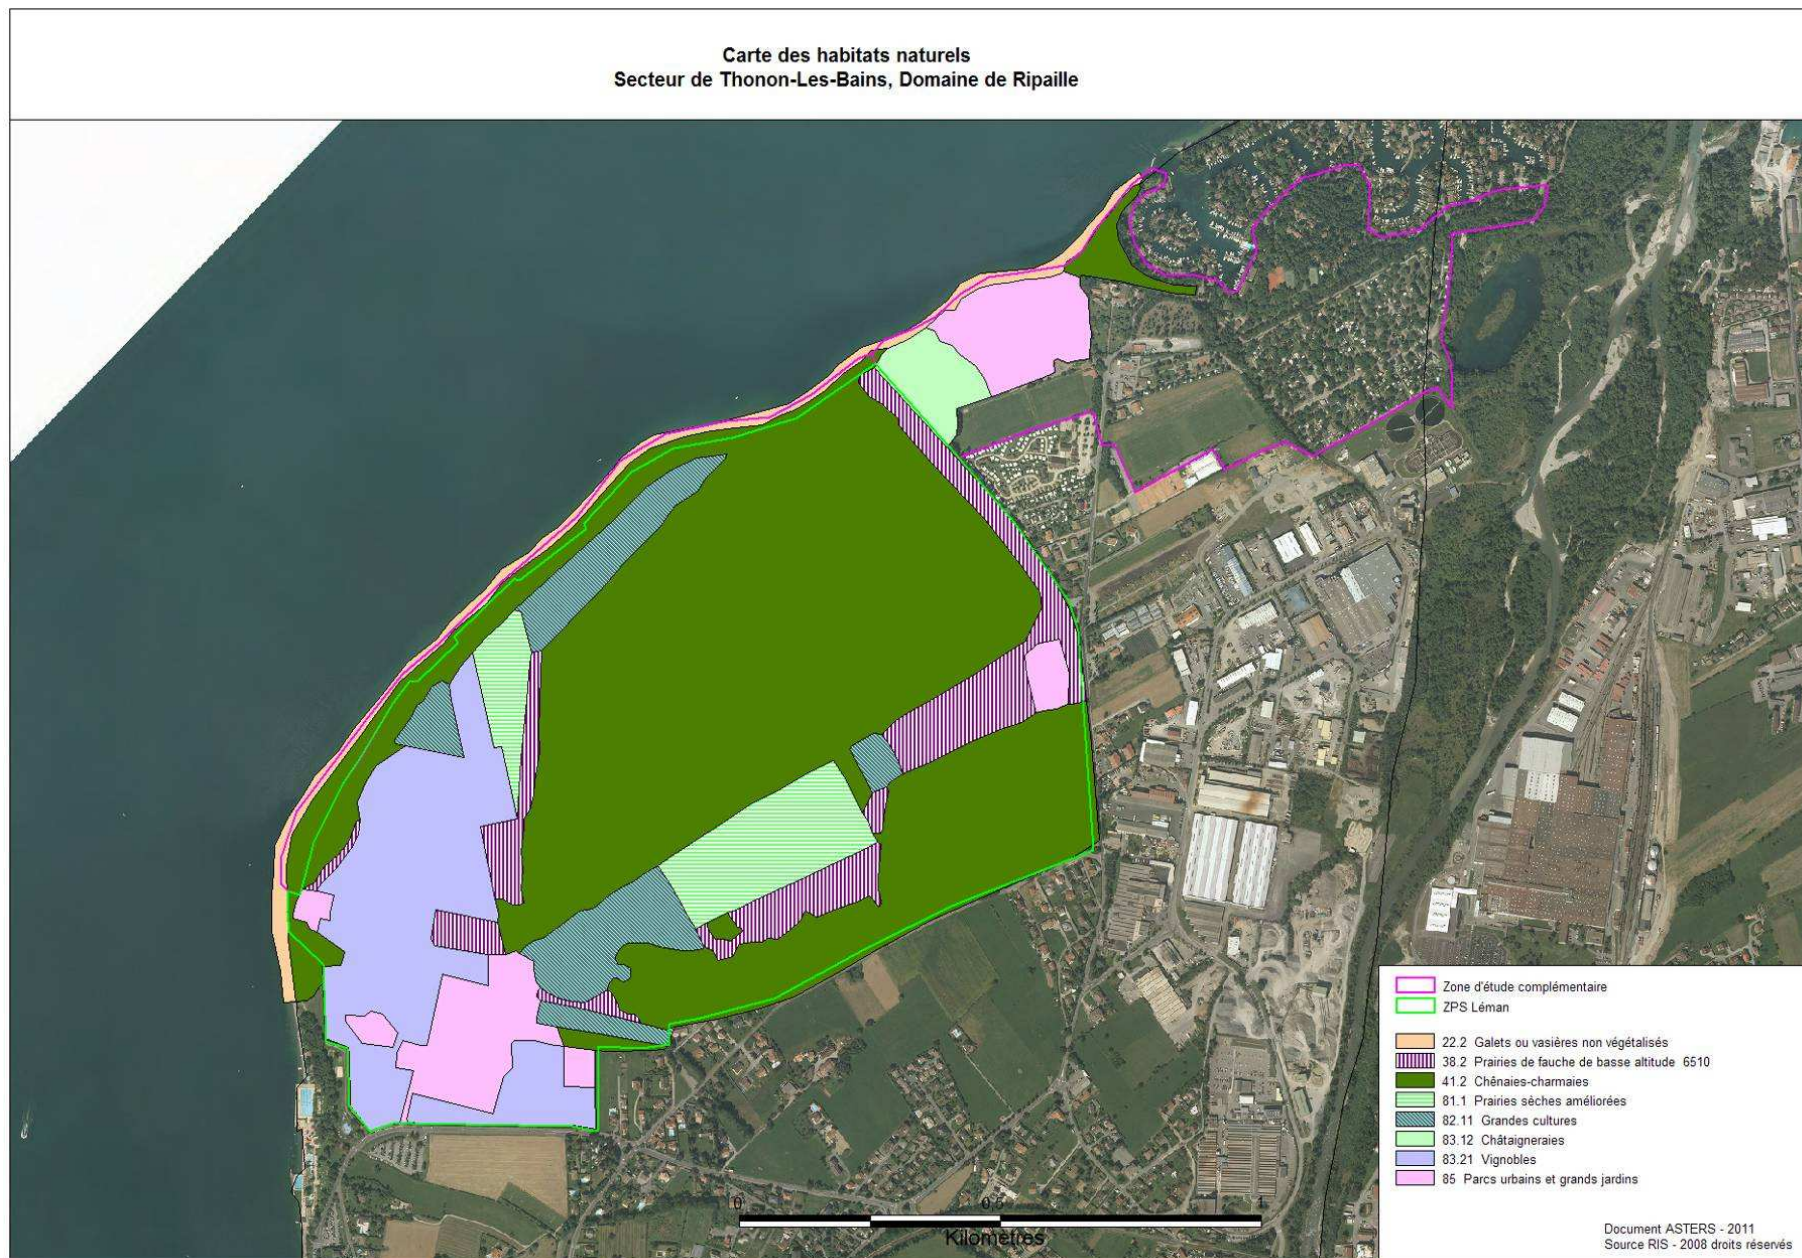 Carte des habitats naturels
Secteur de Thonon-Les-Bains, Domaine de Ripaille
Zone d'étude complémentaire
ZPS Léman
22.2 Galets ou vasières non végétalisés
38.2 Prairies de fauche de basse altitude 6510
41.2 Chênaies-charmaies
81.1 Prairies sèches améliorées
82.11 Grandes cultures
83.12 Châtaigneraies
83.21 Vignobles
85 Parcs urbains et grands jardins
0 0,5 1
Kilomètres
Document ASTERS - 2011
Source RIS - 2008 droits réservés